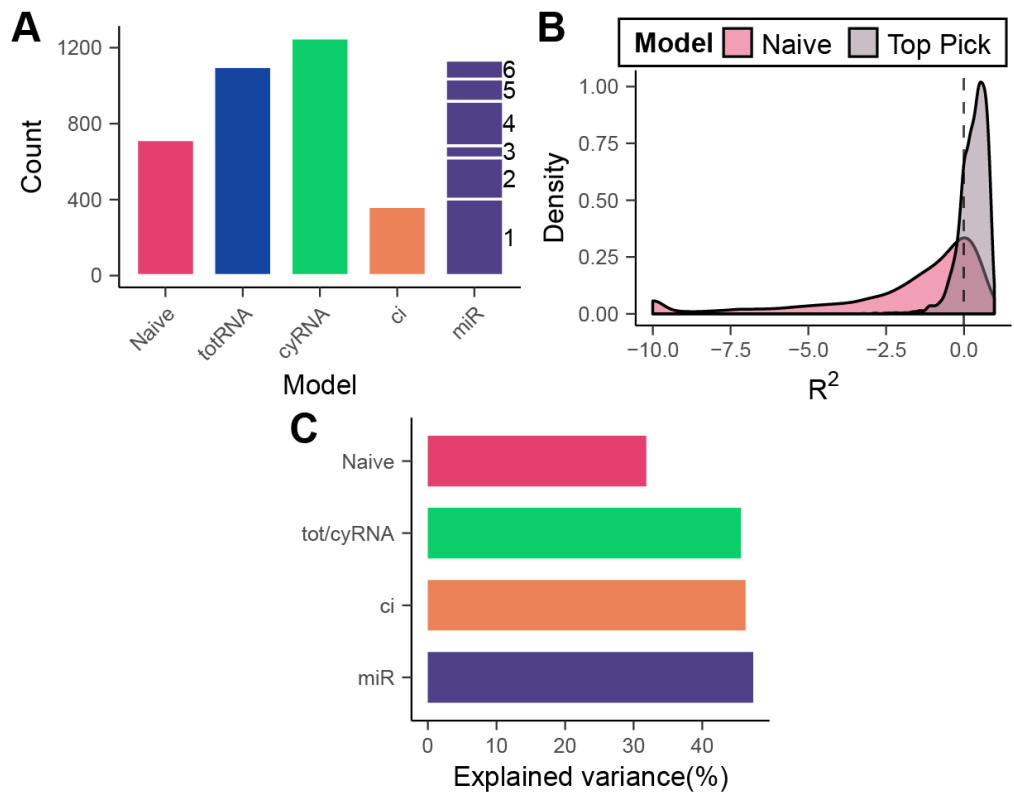 A
Count
1200
800
400
0
6
5
4
3
2
1
Naive
totRNA
cyRNA
ci
miR
Model
B
Model Naive Top Pick
Density
1.00
0.75
0.50
0.25
0.00
−10.0 −7.5 −5.0 −2.5 0.0
R²
C
Naive
tot/cyRNA
ci
miR
0 10 20 30 40
Explained variance(%)